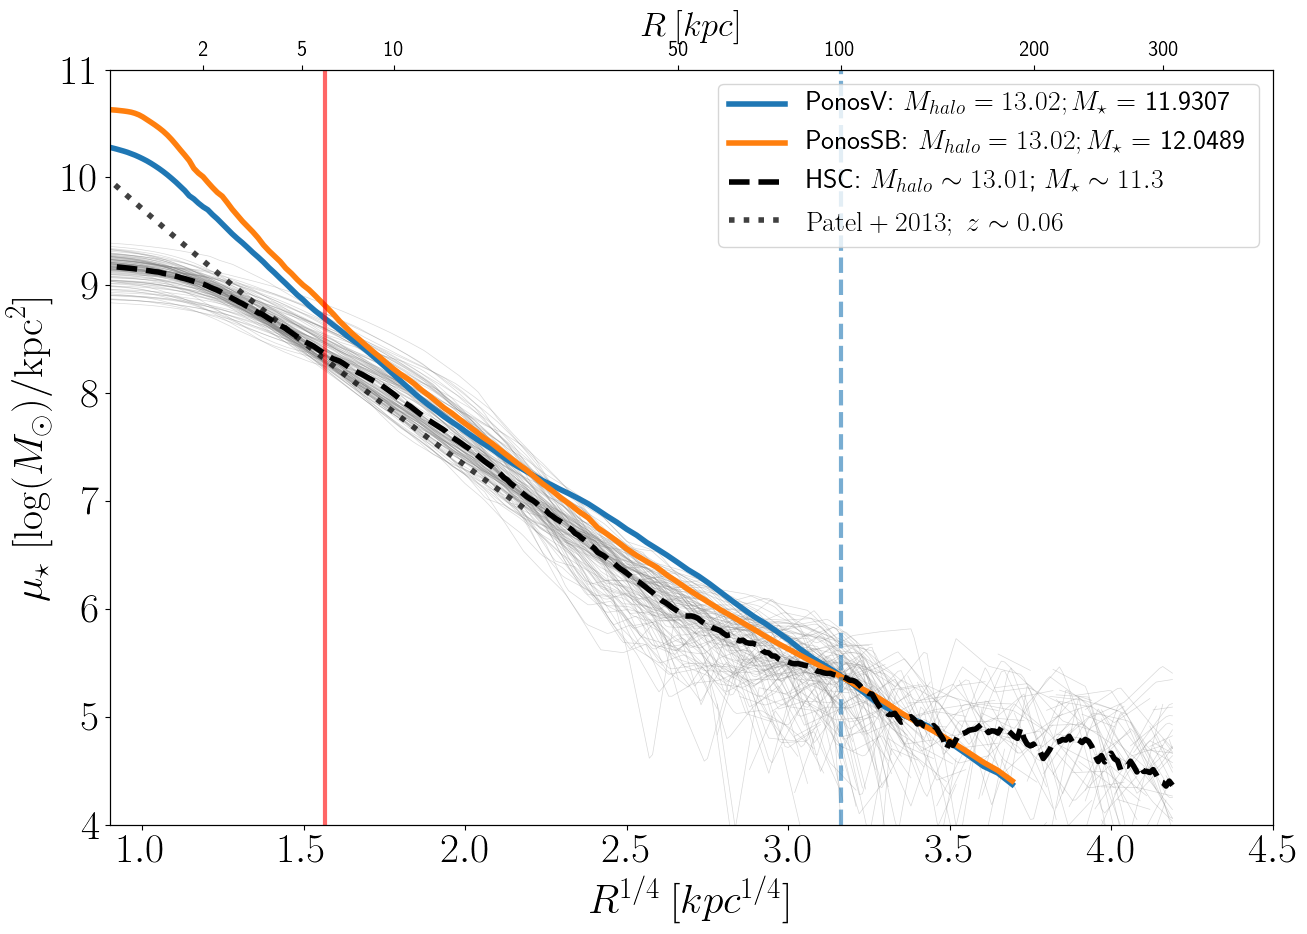 R [kpc]
2 5 10 50 100 200 300
11
10
9
8
7
6
5
4
μ⋆ [log(M⊙)/kpc²]
PonosV: M_halo = 13.02; M⋆ = 11.9307
PonosSB: M_halo = 13.02; M⋆ = 12.0489
HSC: M_halo ∼ 13.01; M⋆ ∼ 11.3
Patel + 2013; z ∼ 0.06
1.0 1.5 2.0 2.5 3.0 3.5 4.0 4.5
R^{1/4} [kpc^{1/4}]